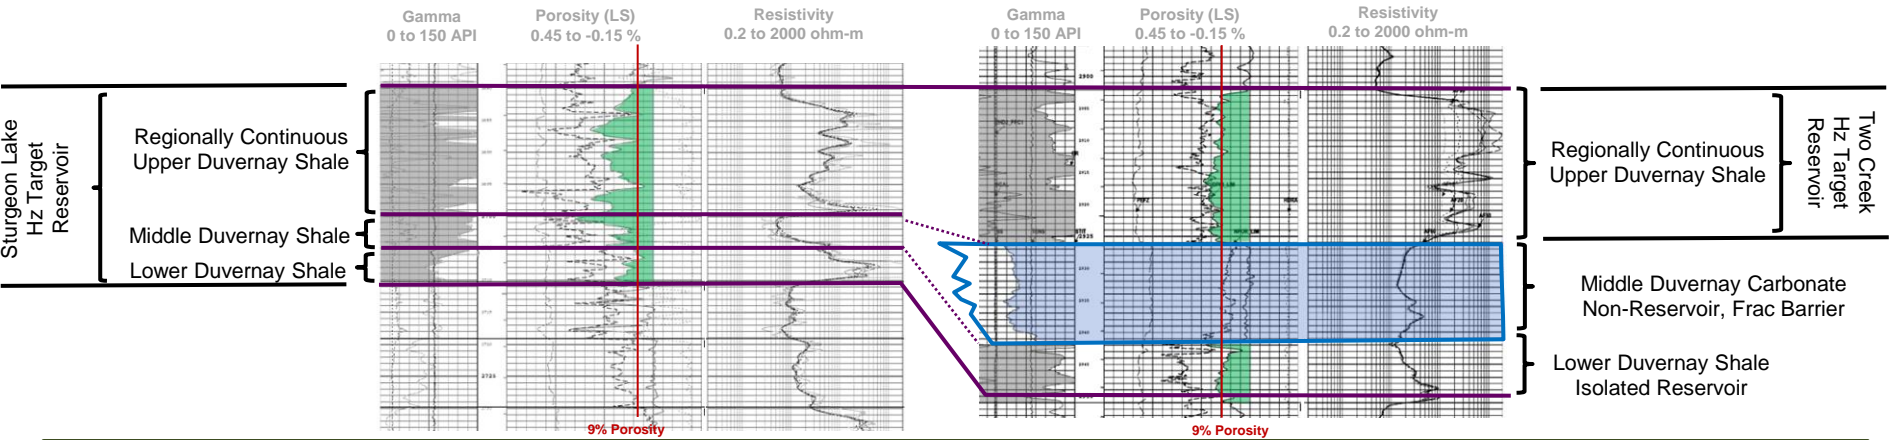 Gamma
0 to 150 API
Porosity (LS)
0.45 to -0.15 %
Resistivity
0.2 to 2000 ohm-m
Gamma
0 to 150 API
Porosity (LS)
0.45 to -0.15 %
Resistivity
0.2 to 2000 ohm-m
Sturgeon Lake
Hz Target
Reservoir
Regionally Continuous
Upper Duvernay Shale
Middle Duvernay Shale
Lower Duvernay Shale
2725
9% Porosity
2900
2925
9% Porosity
Regionally Continuous
Upper Duvernay Shale
Two Creek
Hz Target
Reservoir
Middle Duvernay Carbonate
Non-Reservoir, Frac Barrier
Lower Duvernay Shale
Isolated Reservoir